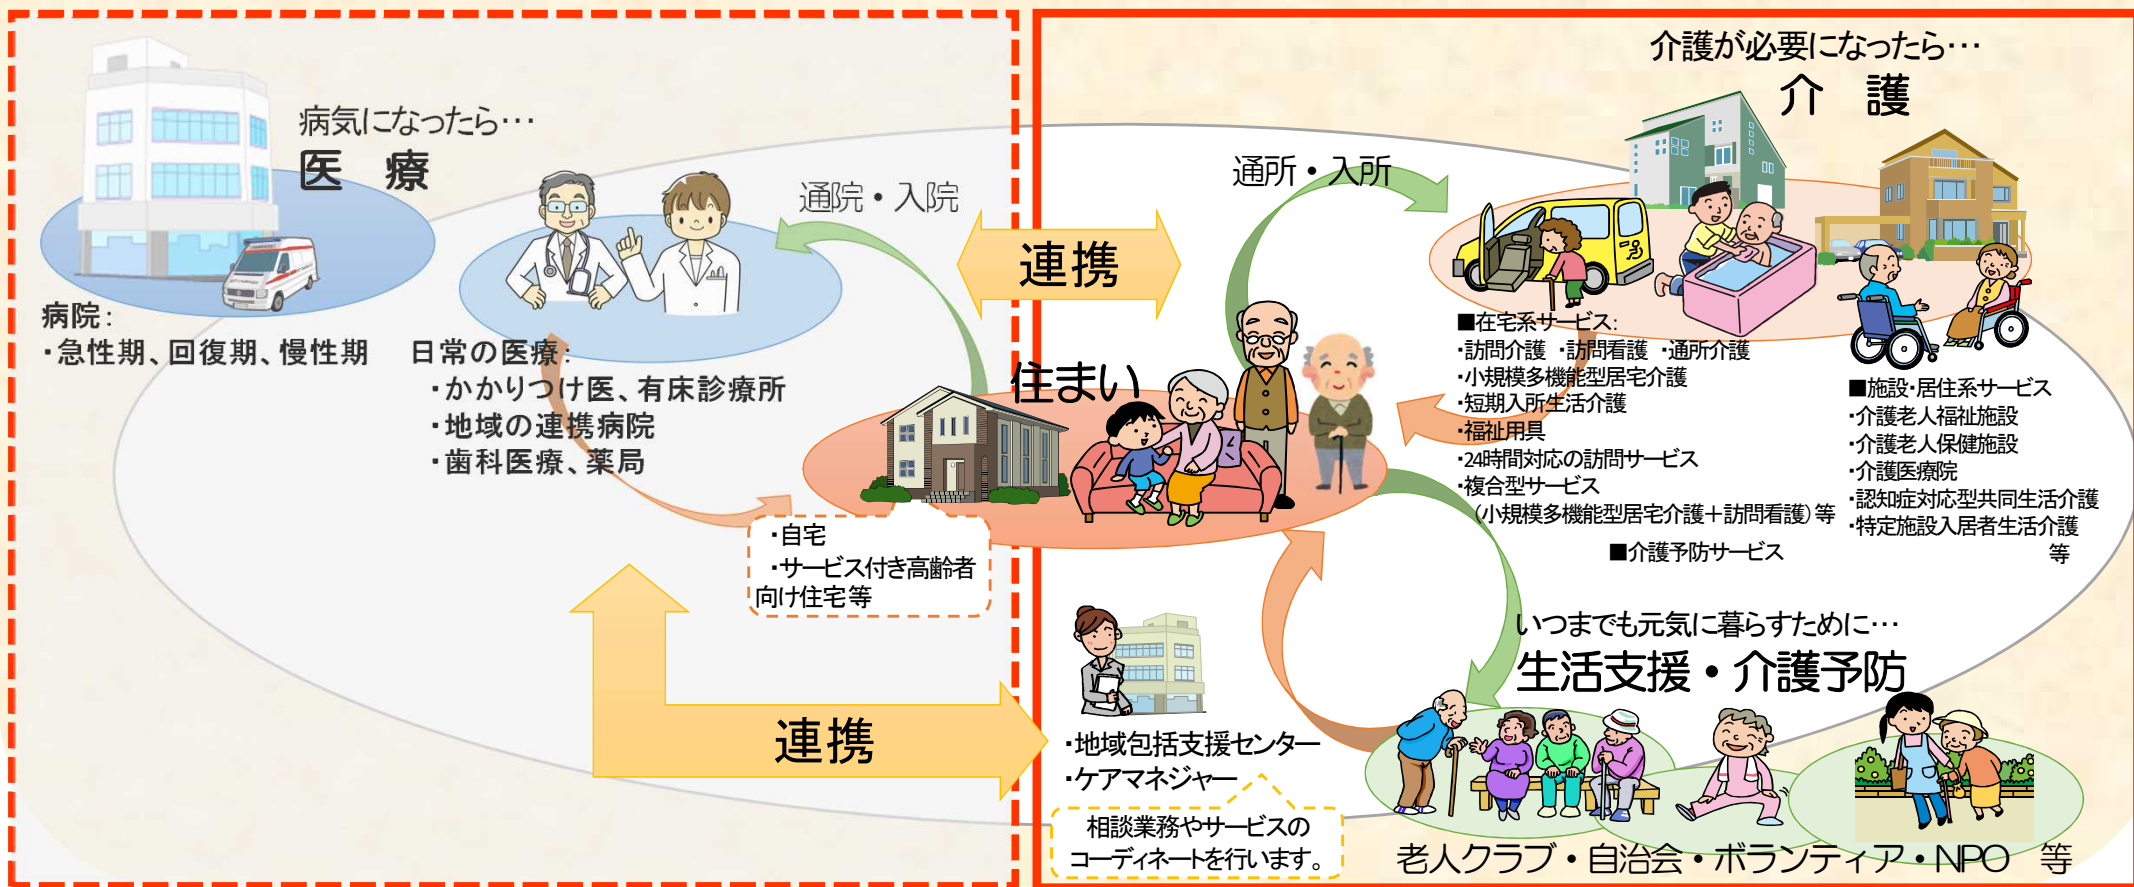 病気になったら…
医 療
通院・入院
病院：
・急性期、回復期、慢性期
日常の医療：
・かかりつけ医、有床診療所
・地域の連携病院
・歯科医療、薬局
連携
住まい
・自宅
・サービス付き高齢者
向け住宅等
介護が必要になったら…
介 護
通所・入所
■在宅系サービス：
・訪問介護 ・訪問看護 ・通所介護
・小規模多機能型居宅介護
・短期入所生活介護
・福祉用具
・24時間対応の訪問サービス
・複合型サービス
（小規模多機能型居宅介護＋訪問看護）等
■介護予防サービス
■施設・居住系サービス
・介護老人福祉施設
・介護老人保健施設
・介護医療院
・認知症対応型共同生活介護
・特定施設入居者生活介護
等
連携
・地域包括支援センター
・ケアマネジャー
相談業務やサービスの
コーディネートを行います。
いつまでも元気に暮らすために…
生活支援・介護予防
老人クラブ・自治会・ボランティア・NPO 等